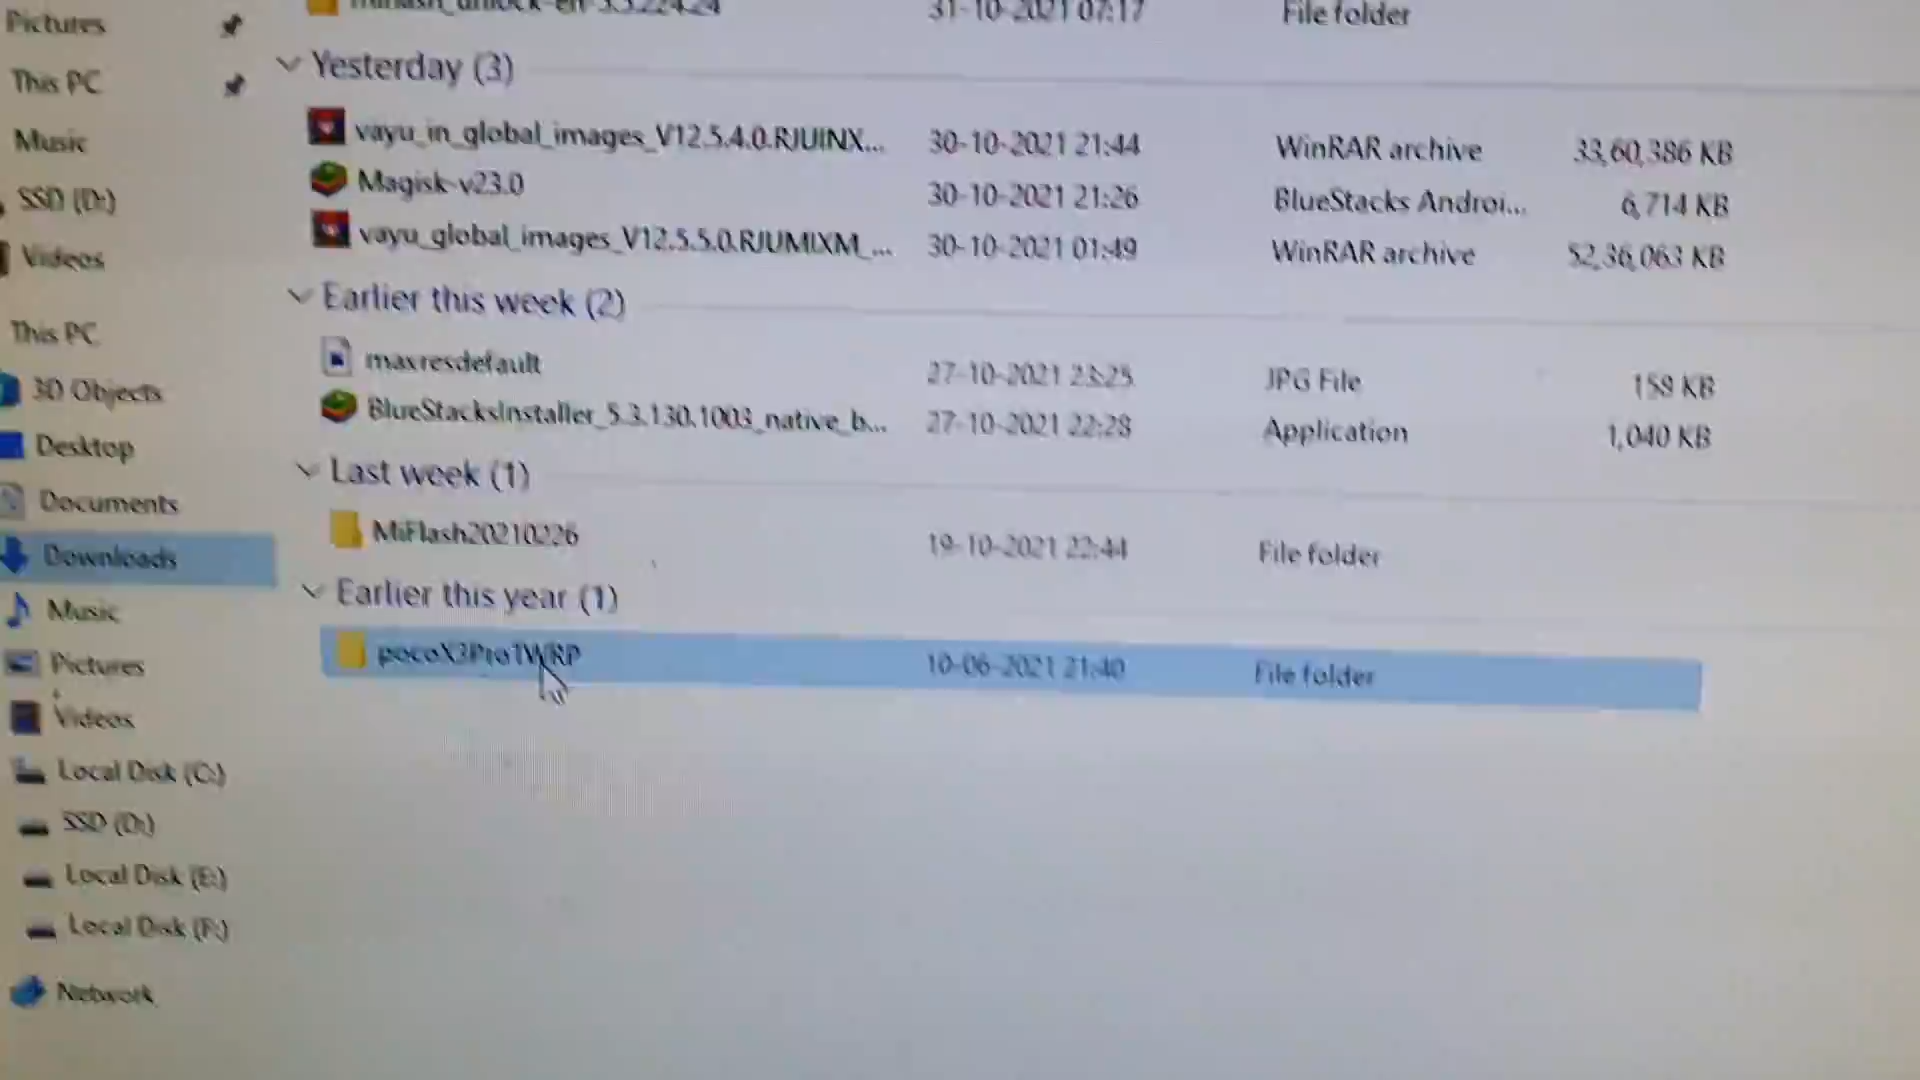 Pictures
This PC
Music
SSD (D:)
Videos
This PC
3D Objects
Desktop
Documents
Downloads
Music
Pictures
Videos
Local Disk (C:)
SSD (D:)
Local Disk (E:)
Local Disk (F:)
Network
31-10-2021 07:17 File folder
Yesterday (3)
vayu_in_global_images_V12.5.4.0.RJUINX... 30-10-2021 21:44 WinRAR archive 33,60,386 KB
Magisk-v23.0 30-10-2021 21:26 BlueStacks Androi... 6,714 KB
vayu_global_images_V12.5.5.0.RJUMIXM_... 30-10-2021 01:49 WinRAR archive 52,36,063 KB
Earlier this week (2)
maxresdefault 27-10-2021 23:25 JPG File 158 KB
BlueStacksInstaller_5.3.130.1003_native_b... 27-10-2021 22:28 Application 1,040 KB
Last week (1)
MiFlash20210226 19-10-2021 22:44 File folder
Earlier this year (1)
pocoX3ProTWRP 10-06-2021 21:40 File folder